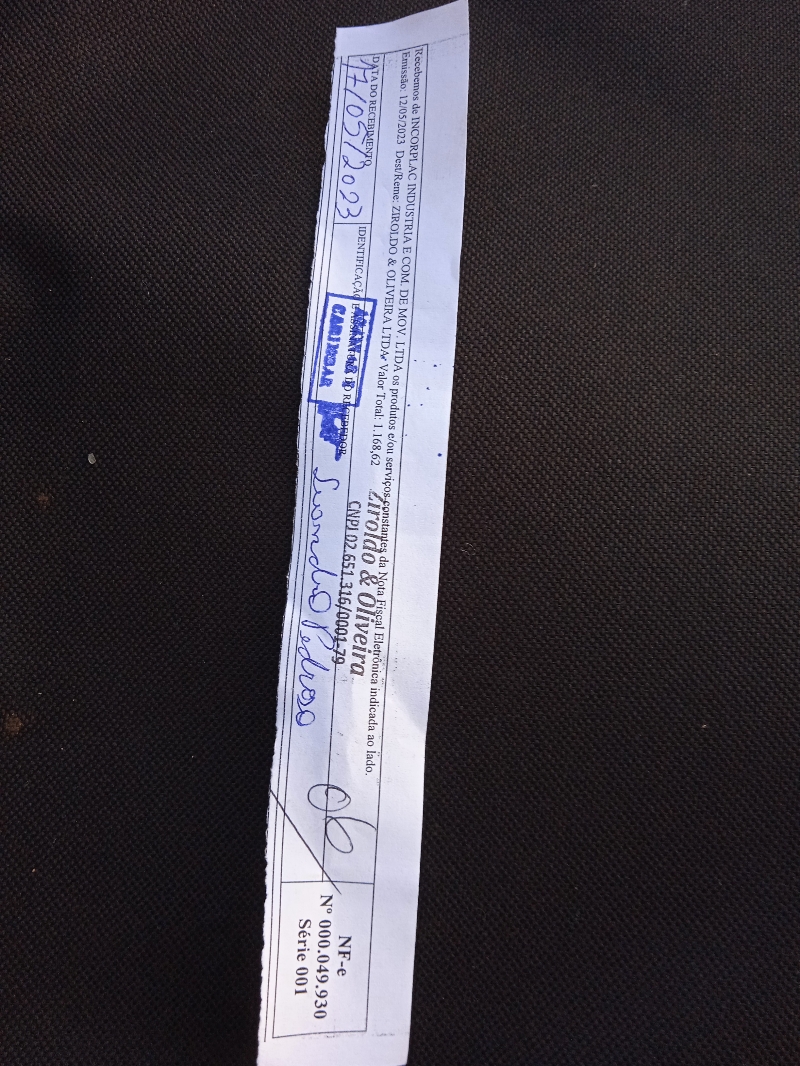 Recebemos de INCORPLAC INDUSTRIA E COM. DE MOV. LTDA os produtos e/ou serviços constantes da Nota Fiscal Eletrônica indicada ao lado.
Emissão: 12/05/2023 Dest/Reme: ZIROLDO & OLIVEIRA LTDA Valor Total: 1.168,62
DATA DO RECEBIMENTO
17/05/2023
IDENTIFICAÇÃO E ASSINATURA DO RECEBEDOR
CARIMBAR
Ziroldo & Oliveira
CNPJ 02.651.316/0001-79
Leandro Pedroso
NF-e
Nº 000.049.930
Série 001